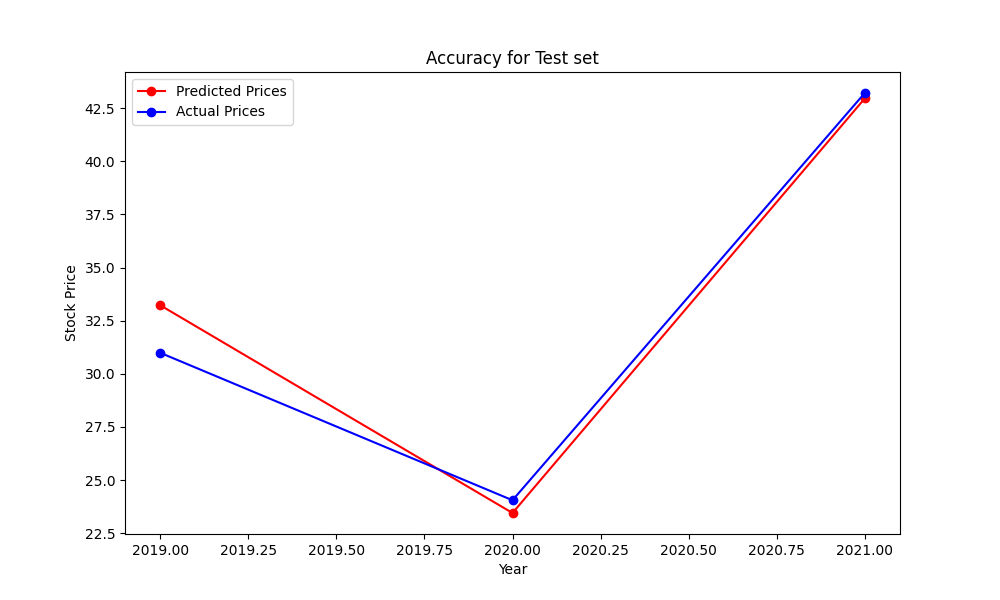 Accuracy for Test set
Predicted Prices
Actual Prices
42.5
40.0
37.5
35.0
32.5
30.0
27.5
25.0
22.5
Stock Price
2019.00 2019.25 2019.50 2019.75 2020.00 2020.25 2020.50 2020.75 2021.00
Year